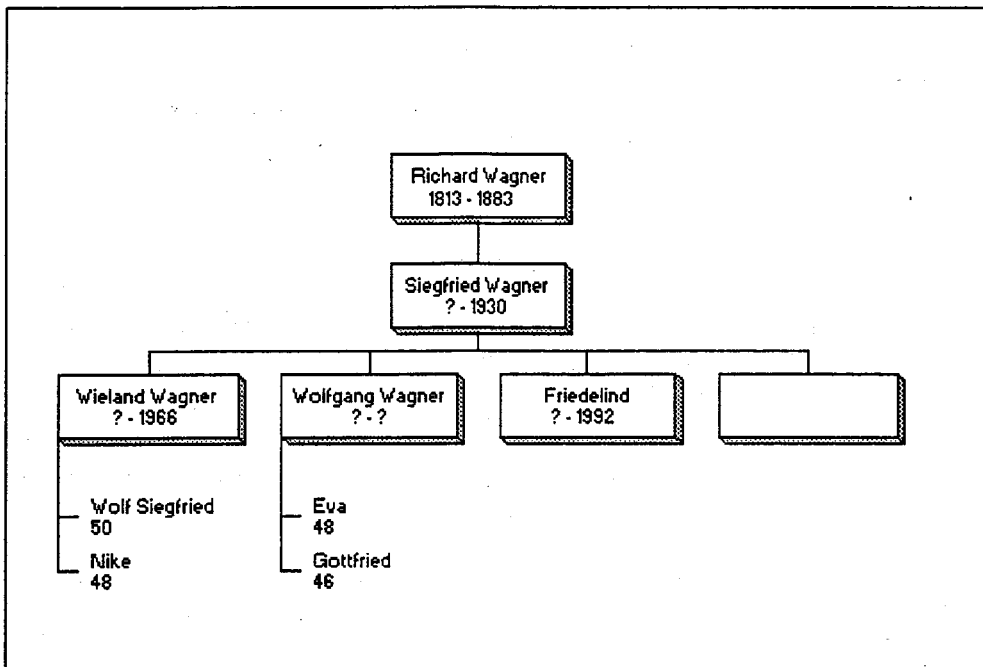 Richard Wagner
1813 - 1883
Siegfried Wagner
? - 1930
Wieland Wagner
? - 1966
Wolfgang Wagner
? - ?
Friedelind
? - 1992
Wolf Siegfried
50
Nike
48
Eva
48
Gottfried
46